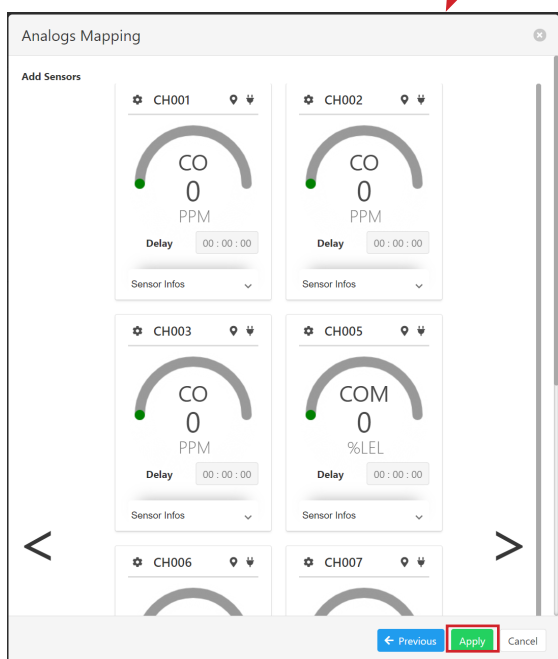 Analogs Mapping
Add Sensors
CH001
CO
0
PPM
Delay 00 : 00 : 00
Sensor Infos
CH002
CO
0
PPM
Delay 00 : 00 : 00
Sensor Infos
CH003
CO
0
PPM
Delay 00 : 00 : 00
Sensor Infos
CH005
COM
0
%LEL
Delay 00 : 00 : 00
Sensor Infos
CH006
CH007
< >
Previous Apply Cancel